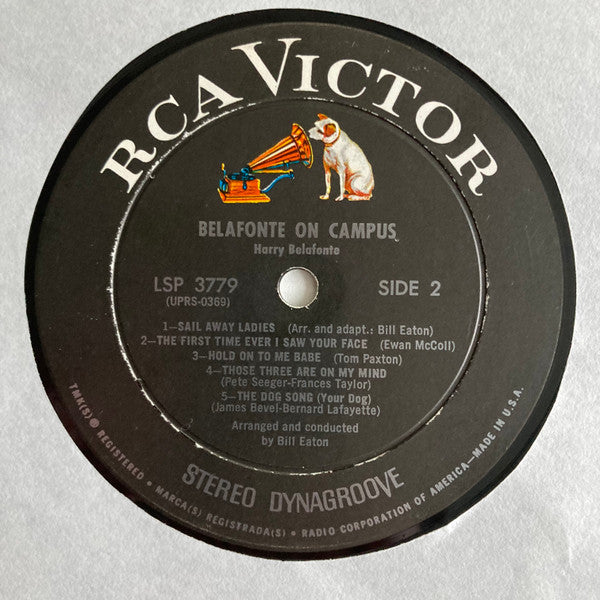 RCA VICTOR
BELAFONTE ON CAMPUS
Harry Belafonte
LSP 3779
(UPRS-0369)
SIDE 2
1—SAIL AWAY LADIES (Arr. and adapt.: Bill Eaton)
2—THE FIRST TIME EVER I SAW YOUR FACE (Ewan McColl)
3—HOLD ON TO ME BABE (Tom Paxton)
4—THOSE THREE ARE ON MY MIND
(Pete Seeger-Frances Taylor)
5—THE DOG SONG (Your Dog)
(James Bevel-Bernard Lafayette)
Arranged and conducted
by Bill Eaton
STEREO DYNAGROOVE
TMK(S) ® REGISTERED • MARCA(S) REGISTRADA(S) • RADIO CORPORATION OF AMERICA—MADE IN U.S.A.